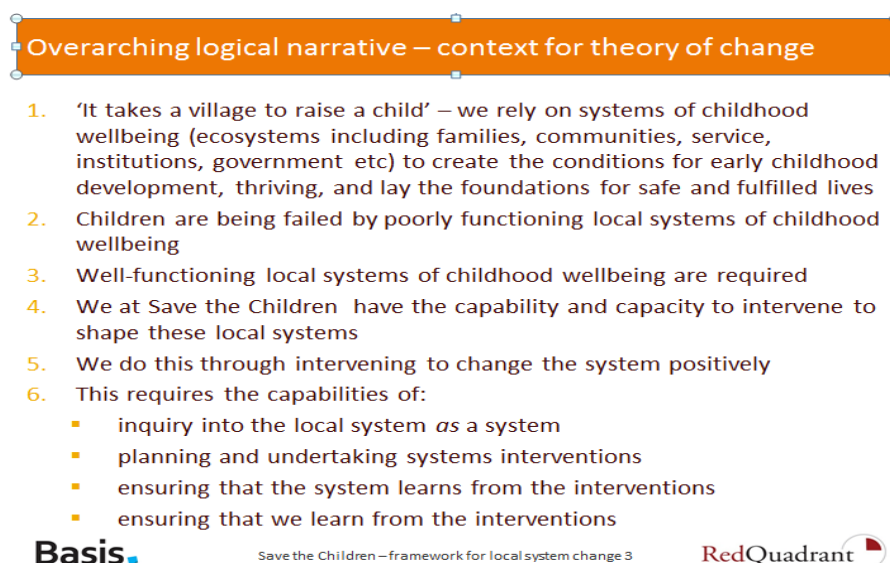 Overarching logical narrative – context for theory of change
1. ‘It takes a village to raise a child’ – we rely on systems of childhood
wellbeing (ecosystems including families, communities, service,
institutions, government etc) to create the conditions for early childhood
development, thriving, and lay the foundations for safe and fulfilled lives
2. Children are being failed by poorly functioning local systems of childhood
wellbeing
3. Well-functioning local systems of childhood wellbeing are required
4. We at Save the Children have the capability and capacity to intervene to
shape these local systems
5. We do this through intervening to change the system positively
6. This requires the capabilities of:
▪ inquiry into the local system as a system
▪ planning and undertaking systems interventions
▪ ensuring that the system learns from the interventions
▪ ensuring that we learn from the interventions
Basis
Save the Children – framework for local system change 3
RedQuadrant